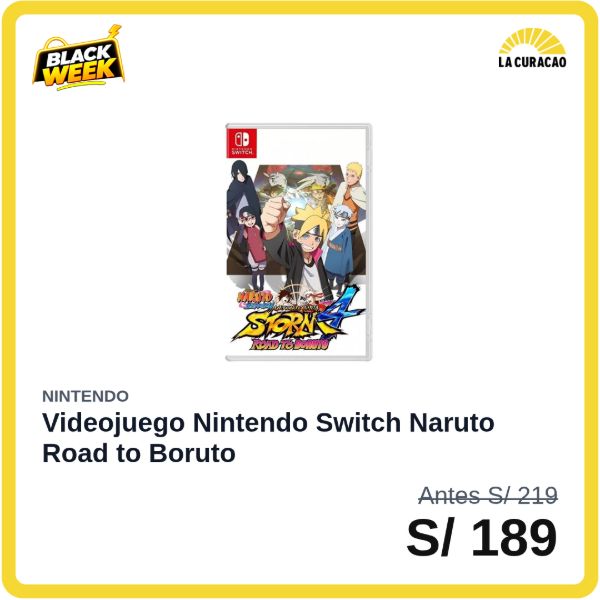 BLACK
WEEK
LA CURACAO
NINTENDO
SWITCH
NARUTO
STORM 4
ROAD TO BORUTO
NINTENDO
Videojuego Nintendo Switch Naruto
Road to Boruto
Antes S/ 219
S/ 189